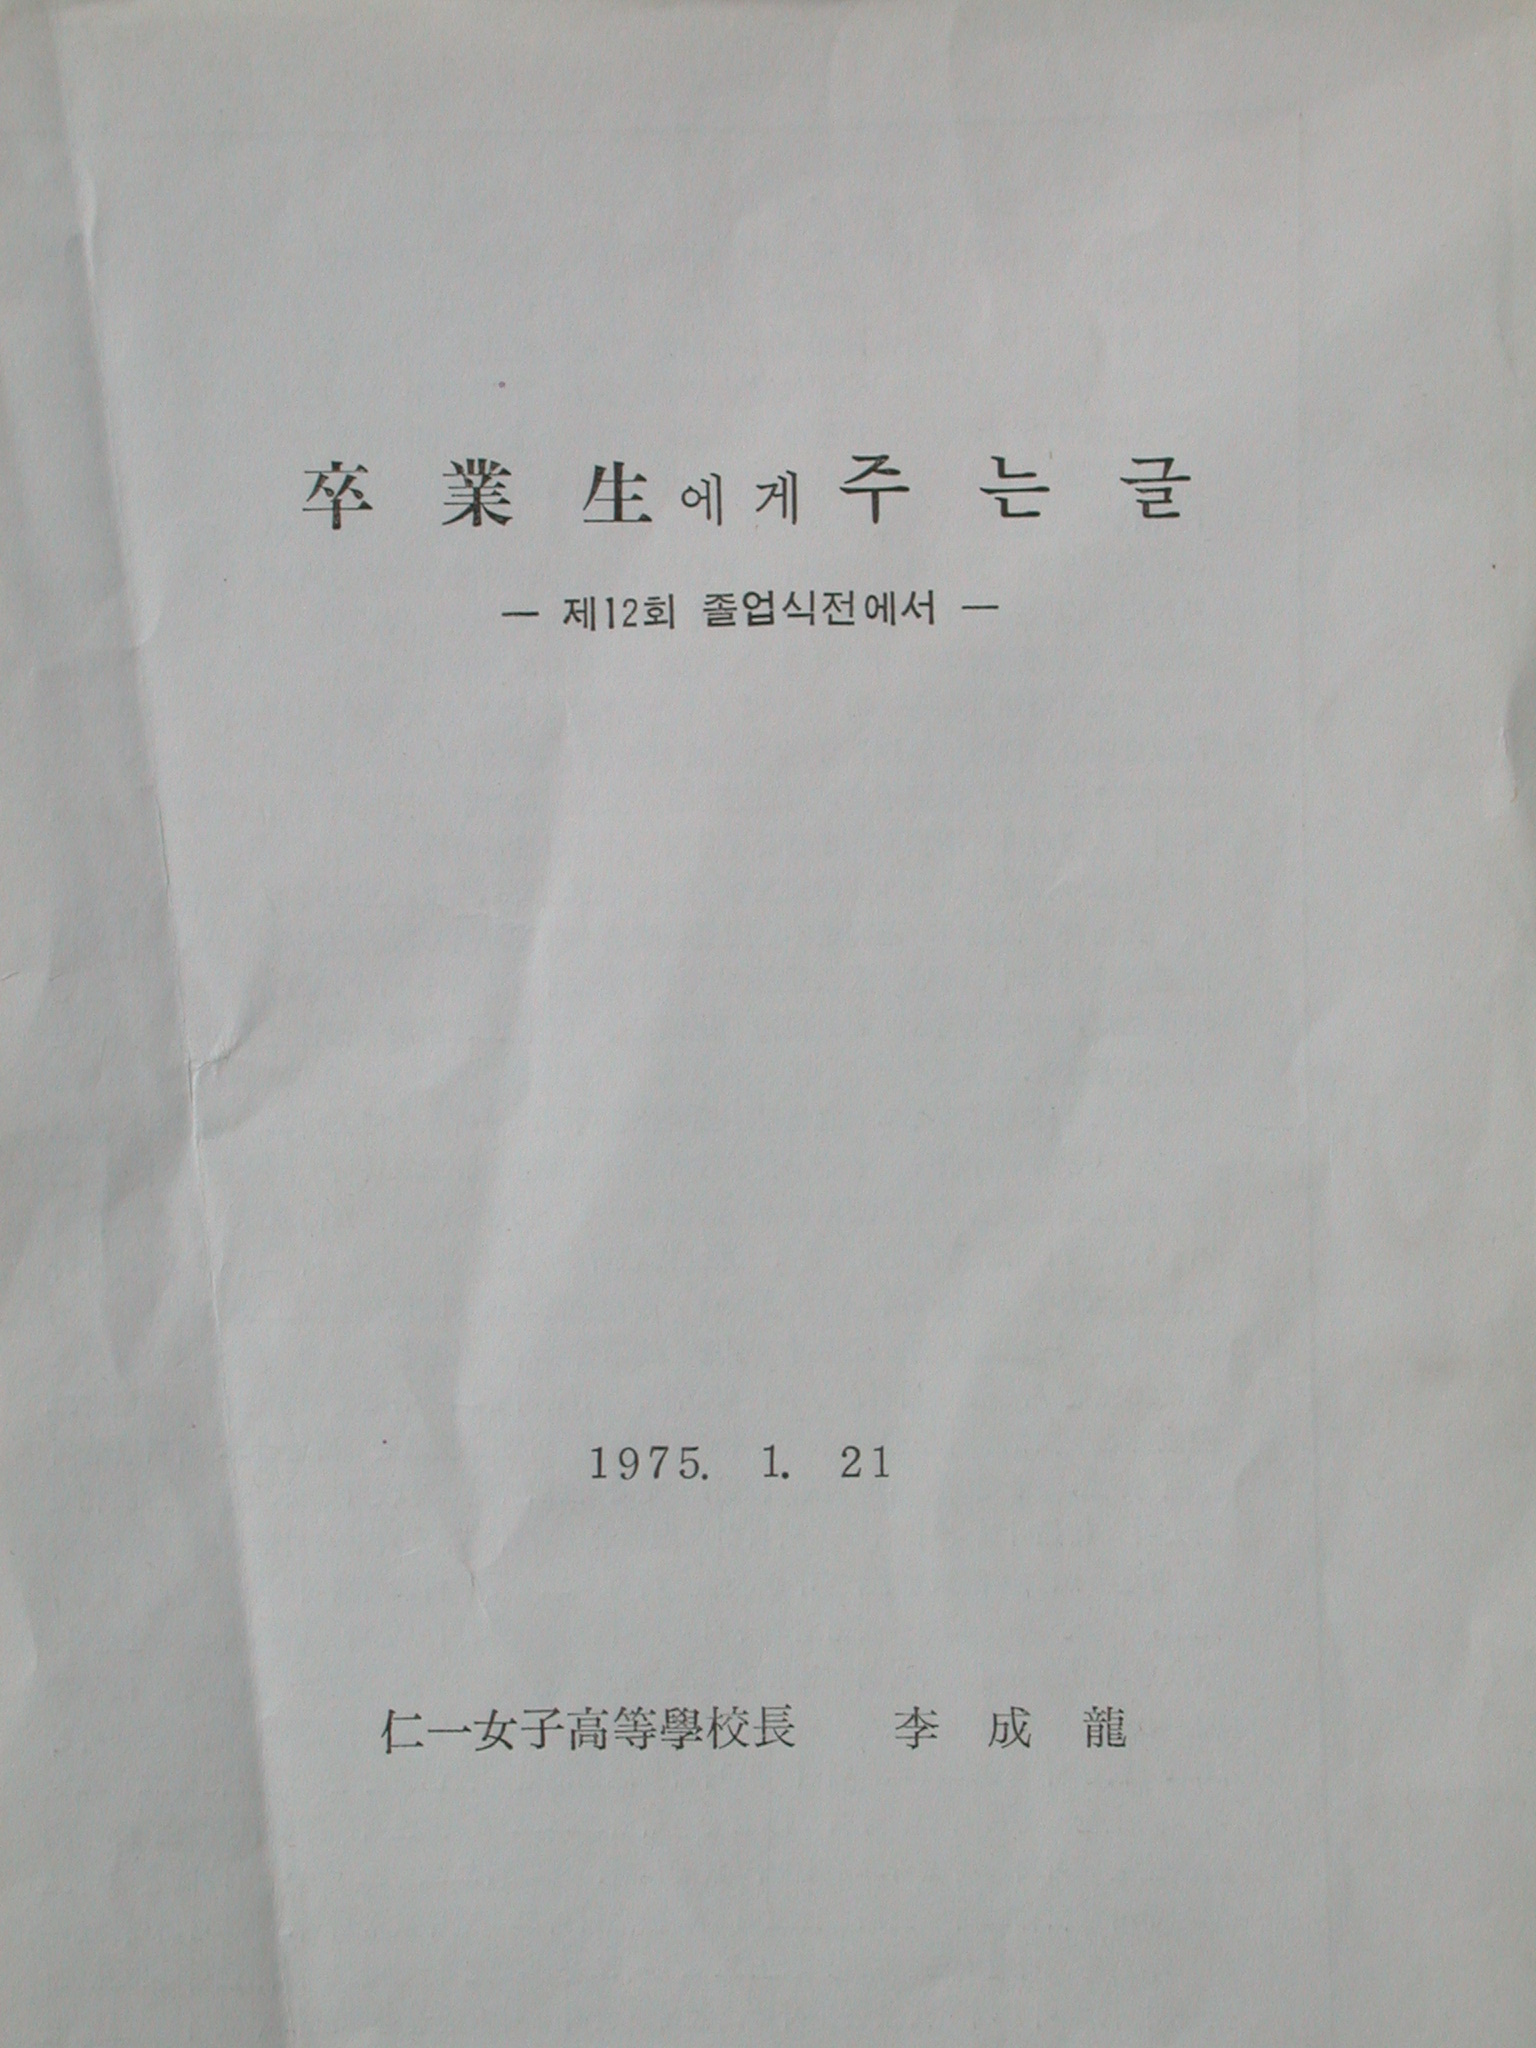 卒業生에게 주는 글
— 제12회 졸업식전에서 —
1975. 1. 21
仁一女子高等學校長 李成龍